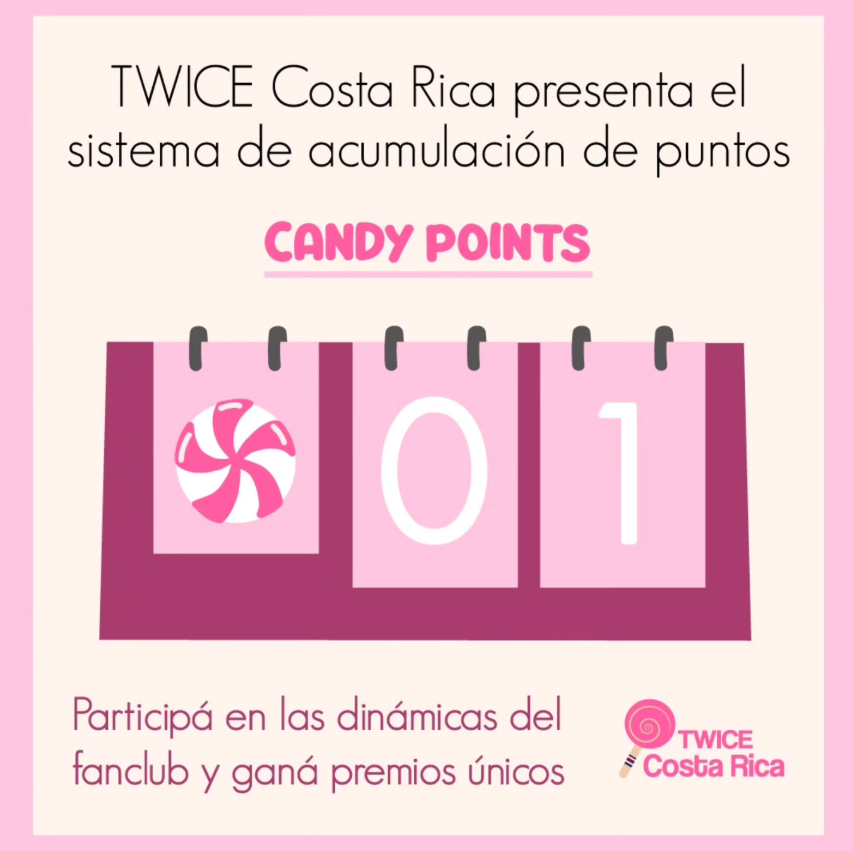 TWICE Costa Rica presenta el
sistema de acumulación de puntos
CANDY POINTS
0 1
Participá en las dinámicas del
fanclub y ganá premios únicos
TWICE
Costa Rica